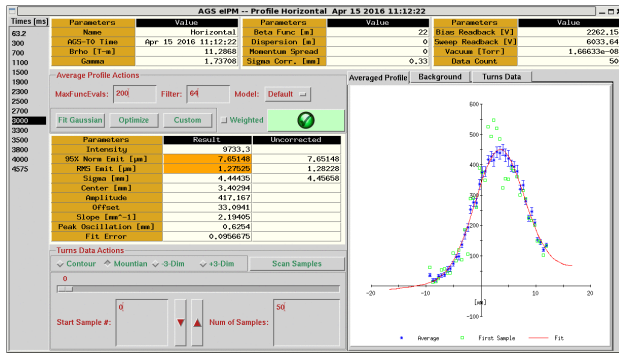 AGS eIPM -- Profile Horizontal Apr 15 2016 11:12:22
Times [ms]
63.2
300
700
1100
1500
1900
2300
2500
2700
3000
3300
3500
3800
4000
4575
Parameters Value
Name Horizontal
AGS-T0 Time Apr 15 2016 11:12:22
Brho [T-m] 11.2868
Gamma 1.73708
Parameters Value
Beta Func [m] 22
Dispersion [m] 0
Momentum Spread 0
Sigma Corr. [mm] 0.33
Parameters Value
Bias Readback [V] 2262.15
Sweep Readback [V] 6033.64
Vacuum [Torr] 1.66633e-08
Data Count 50
Average Profile Actions
MaxFuncEvals: 200 Filter: 64 Model: Default
Fit Gaussian Optimize Custom Weighted
Parameters Result Uncorrected
Intensity 9733.3
95% Norm Emit [µm] 7.65148 7.65148
RMS Emit [µm] 1.27525 1.28228
Sigma [mm] 4.44435 4.45658
Center [mm] 3.40294
Amplitude 417.167
Offset 33.0941
Slope [mm^-1] 2.19405
Peak Oscillation [mm] 0.6254
Fit Error 0.0956675
Turns Data Actions
Contour Mountian -3-Dim +3-Dim Scan Samples
0
Start Sample #: 0 Num of Samples: 50
Averaged Profile Background Turns Data
600
500
400
300
200
100
-100
-20 -10 0 10 20
[mm]
Average First Sample Fit